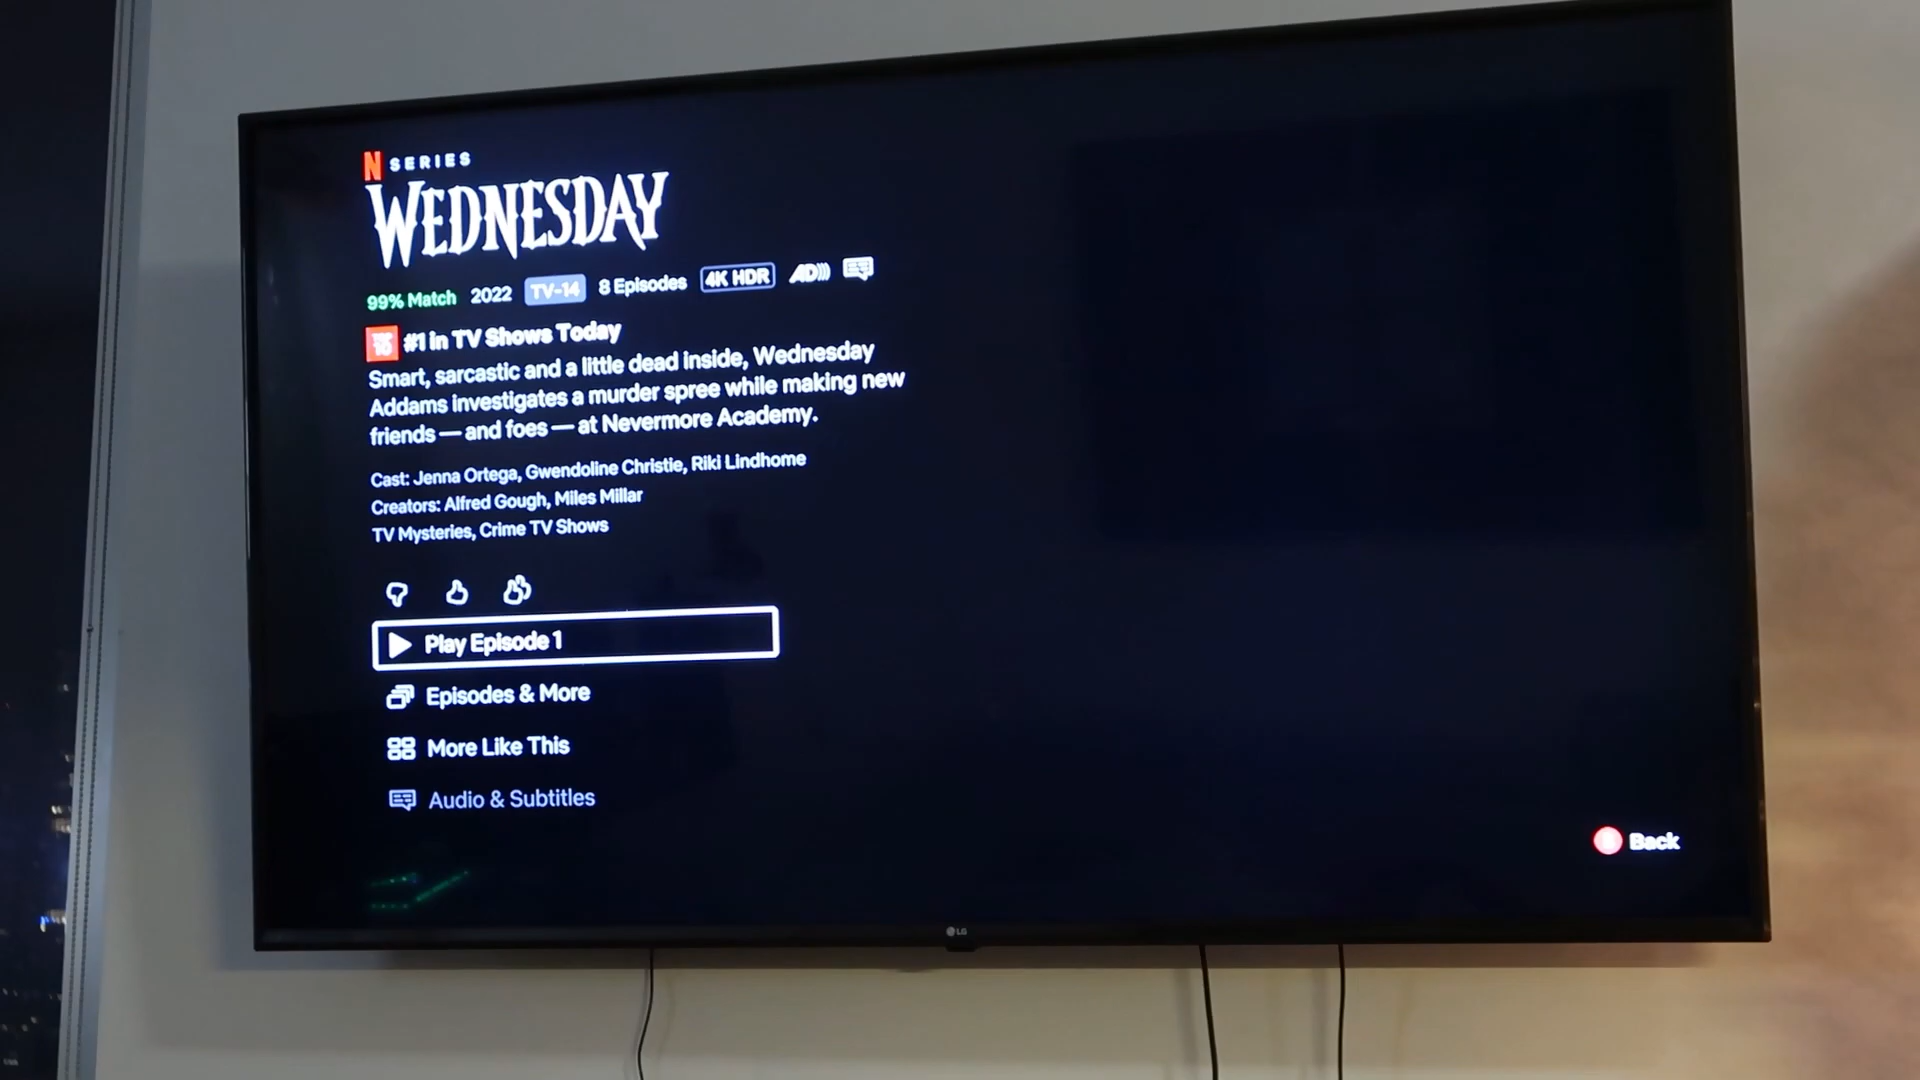 N SERIES
WEDNESDAY
99% Match 2022 TV-14 8 Episodes 4K HDR AD)))
TOP 10 #1 in TV Shows Today
Smart, sarcastic and a little dead inside, Wednesday
Addams investigates a murder spree while making new
friends — and foes — at Nevermore Academy.
Cast: Jenna Ortega, Gwendoline Christie, Riki Lindhome
Creators: Alfred Gough, Miles Millar
TV Mysteries, Crime TV Shows
Play Episode 1
Episodes & More
More Like This
Audio & Subtitles
Back
LG